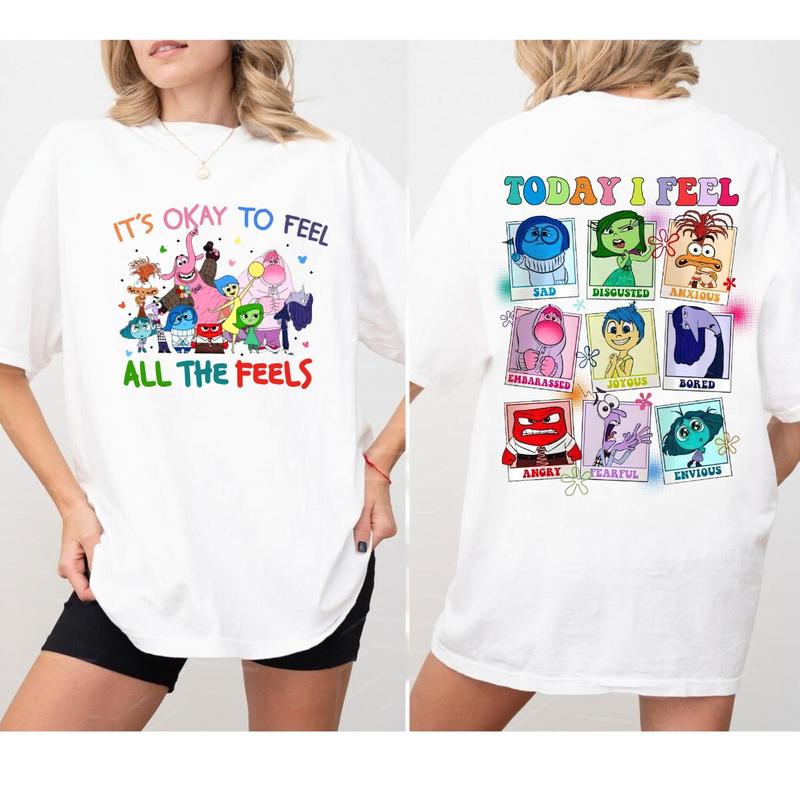 IT'S OKAY TO FEEL
ALL THE FEELS
TODAY I FEEL
SAD DISGUSTED ANXIOUS
EMBARASSED JOYOUS BORED
ANGRY FEARFUL ENVIOUS